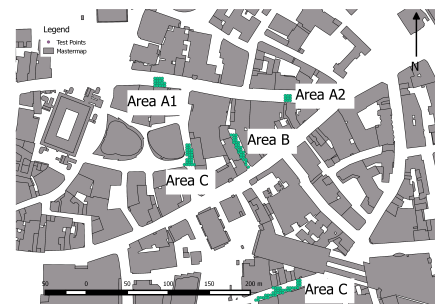 Legend
Test Points
Mastermap
N
Area A1
Area A2
Area B
Area C
Area C
50 0 50 100 150 200 m